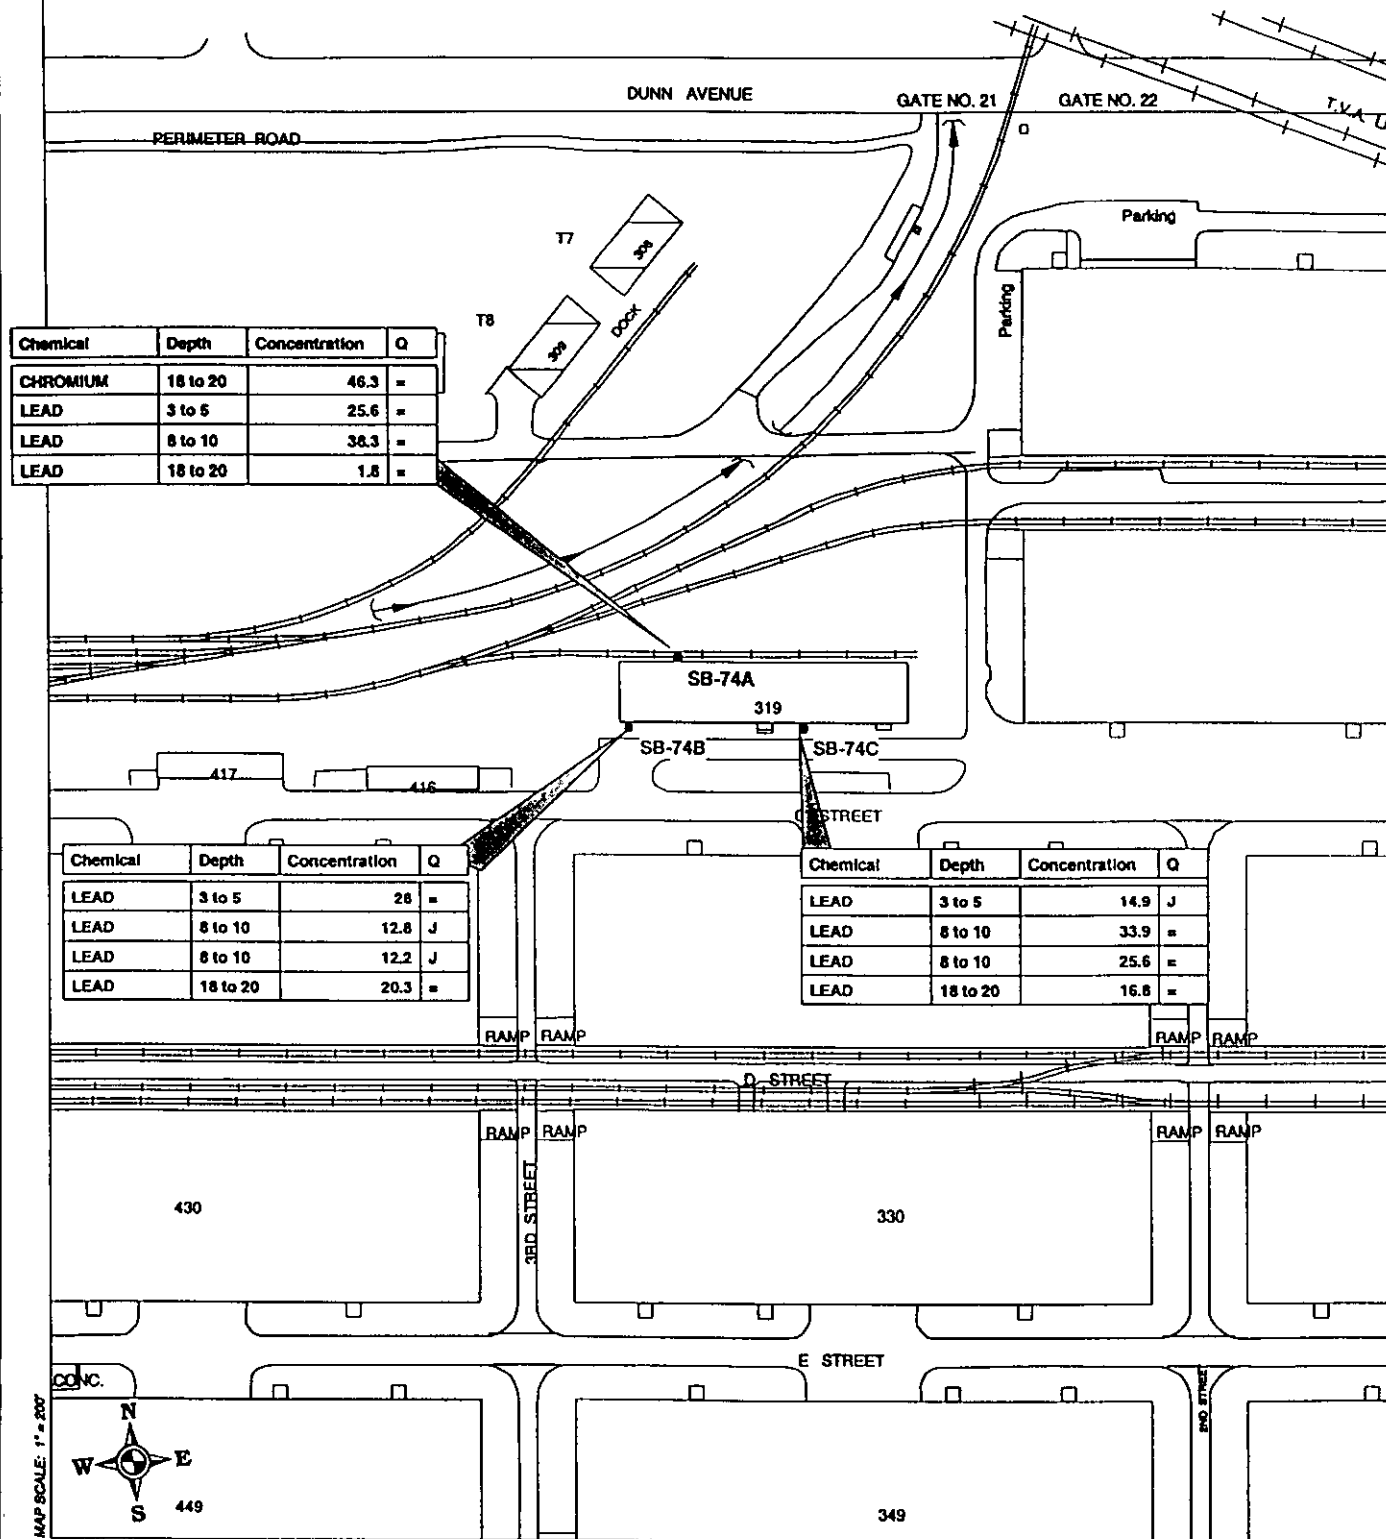 DUNN AVENUE
GATE NO. 21
GATE NO. 22
T.V.A.
PERIMETER ROAD
Parking
T7
308
Parking
T8
309
DOCK
Chemical Depth Concentration Q
CHROMIUM 18 to 20 46.3 =
LEAD 3 to 5 25.6 =
LEAD 8 to 10 38.3 =
LEAD 18 to 20 1.8 =
SB-74A
319
SB-74B
SB-74C
417
416
STREET
Chemical Depth Concentration Q
LEAD 3 to 5 28 =
LEAD 8 to 10 12.8 J
LEAD 8 to 10 12.2 J
LEAD 18 to 20 20.3 =
Chemical Depth Concentration Q
LEAD 3 to 5 14.9 J
LEAD 8 to 10 33.9 =
LEAD 8 to 10 25.6 =
LEAD 18 to 20 16.8 =
RAMP RAMP
RAMP RAMP
D STREET
RAMP RAMP
RAMP RAMP
3RD STREET
430
330
E STREET
CONC.
2ND STREET
N
W E
S
449
349
MAP SCALE: 1" = 200'